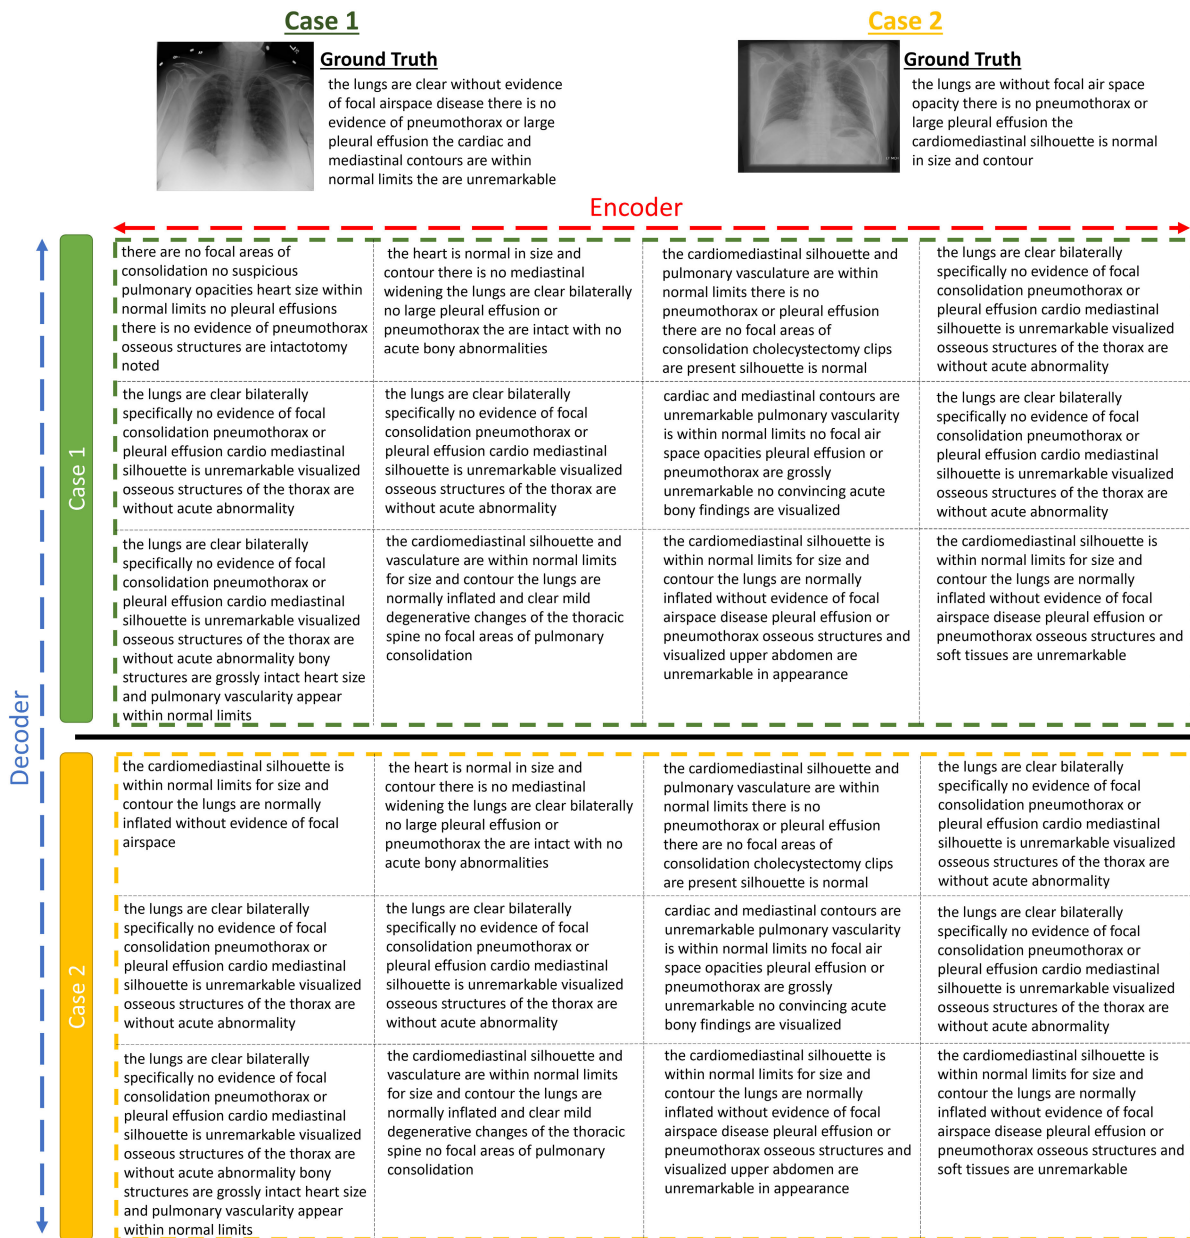 Case 1
Ground Truth
the lungs are clear without evidence
of focal airspace disease there is no
evidence of pneumothorax or large
pleural effusion the cardiac and
mediastinal contours are within
normal limits the are unremarkable
Case 2
Ground Truth
the lungs are without focal air space
opacity there is no pneumothorax or
large pleural effusion the
cardiomediastinal silhouette is normal
in size and contour
Encoder
Decoder
Case 1
there are no focal areas of
consolidation no suspicious
pulmonary opacities heart size within
normal limits no pleural effusions
there is no evidence of pneumothorax
osseous structures are intactotomy
noted
the heart is normal in size and
contour there is no mediastinal
widening the lungs are clear bilaterally
no large pleural effusion or
pneumothorax the are intact with no
acute bony abnormalities
the cardiomediastinal silhouette and
pulmonary vasculature are within
normal limits there is no
pneumothorax or pleural effusion
there are no focal areas of
consolidation cholecystectomy clips
are present silhouette is normal
the lungs are clear bilaterally
specifically no evidence of focal
consolidation pneumothorax or
pleural effusion cardio mediastinal
silhouette is unremarkable visualized
osseous structures of the thorax are
without acute abnormality
the lungs are clear bilaterally
specifically no evidence of focal
consolidation pneumothorax or
pleural effusion cardio mediastinal
silhouette is unremarkable visualized
osseous structures of the thorax are
without acute abnormality
the lungs are clear bilaterally
specifically no evidence of focal
consolidation pneumothorax or
pleural effusion cardio mediastinal
silhouette is unremarkable visualized
osseous structures of the thorax are
without acute abnormality
cardiac and mediastinal contours are
unremarkable pulmonary vascularity
is within normal limits no focal air
space opacities pleural effusion or
pneumothorax are grossly
unremarkable no convincing acute
bony findings are visualized
the lungs are clear bilaterally
specifically no evidence of focal
consolidation pneumothorax or
pleural effusion cardio mediastinal
silhouette is unremarkable visualized
osseous structures of the thorax are
without acute abnormality
the lungs are clear bilaterally
specifically no evidence of focal
consolidation pneumothorax or
pleural effusion cardio mediastinal
silhouette is unremarkable visualized
osseous structures of the thorax are
without acute abnormality bony
structures are grossly intact heart size
and pulmonary vascularity appear
within normal limits
the cardiomediastinal silhouette and
vasculature are within normal limits
for size and contour the lungs are
normally inflated and clear mild
degenerative changes of the thoracic
spine no focal areas of pulmonary
consolidation
the cardiomediastinal silhouette is
within normal limits for size and
contour the lungs are normally
inflated without evidence of focal
airspace disease pleural effusion or
pneumothorax osseous structures and
visualized upper abdomen are
unremarkable in appearance
the cardiomediastinal silhouette is
within normal limits for size and
contour the lungs are normally
inflated without evidence of focal
airspace disease pleural effusion or
pneumothorax osseous structures and
soft tissues are unremarkable
Case 2
the cardiomediastinal silhouette is
within normal limits for size and
contour the lungs are normally
inflated without evidence of focal
airspace
the heart is normal in size and
contour there is no mediastinal
widening the lungs are clear bilaterally
no large pleural effusion or
pneumothorax the are intact with no
acute bony abnormalities
the cardiomediastinal silhouette and
pulmonary vasculature are within
normal limits there is no
pneumothorax or pleural effusion
there are no focal areas of
consolidation cholecystectomy clips
are present silhouette is normal
the lungs are clear bilaterally
specifically no evidence of focal
consolidation pneumothorax or
pleural effusion cardio mediastinal
silhouette is unremarkable visualized
osseous structures of the thorax are
without acute abnormality
the lungs are clear bilaterally
specifically no evidence of focal
consolidation pneumothorax or
pleural effusion cardio mediastinal
silhouette is unremarkable visualized
osseous structures of the thorax are
without acute abnormality
the lungs are clear bilaterally
specifically no evidence of focal
consolidation pneumothorax or
pleural effusion cardio mediastinal
silhouette is unremarkable visualized
osseous structures of the thorax are
without acute abnormality
cardiac and mediastinal contours are
unremarkable pulmonary vascularity
is within normal limits no focal air
space opacities pleural effusion or
pneumothorax are grossly
unremarkable no convincing acute
bony findings are visualized
the lungs are clear bilaterally
specifically no evidence of focal
consolidation pneumothorax or
pleural effusion cardio mediastinal
silhouette is unremarkable visualized
osseous structures of the thorax are
without acute abnormality
the lungs are clear bilaterally
specifically no evidence of focal
consolidation pneumothorax or
pleural effusion cardio mediastinal
silhouette is unremarkable visualized
osseous structures of the thorax are
without acute abnormality bony
structures are grossly intact heart size
and pulmonary vascularity appear
within normal limits
the cardiomediastinal silhouette and
vasculature are within normal limits
for size and contour the lungs are
normally inflated and clear mild
degenerative changes of the thoracic
spine no focal areas of pulmonary
consolidation
the cardiomediastinal silhouette is
within normal limits for size and
contour the lungs are normally
inflated without evidence of focal
airspace disease pleural effusion or
pneumothorax osseous structures and
visualized upper abdomen are
unremarkable in appearance
the cardiomediastinal silhouette is
within normal limits for size and
contour the lungs are normally
inflated without evidence of focal
airspace disease pleural effusion or
pneumothorax osseous structures and
soft tissues are unremarkable